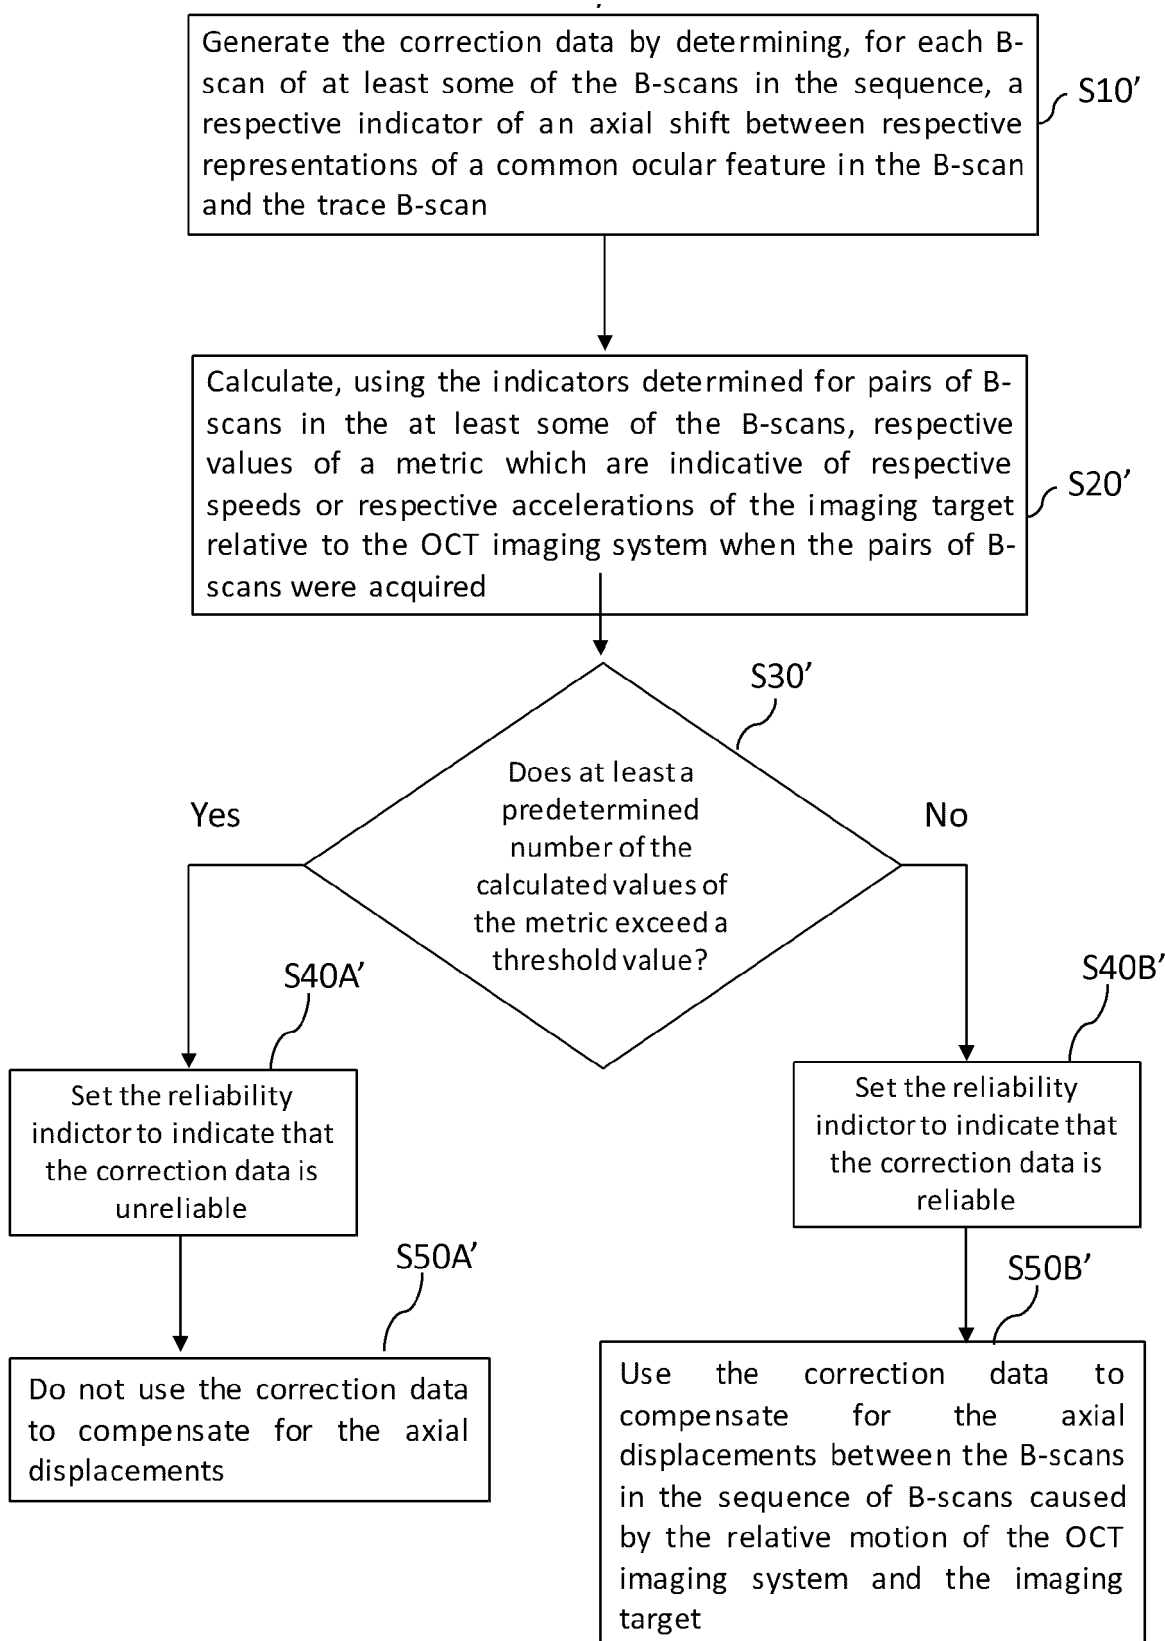 Generate the correction data by determining, for each B-
scan of at least some of the B-scans in the sequence, a
respective indicator of an axial shift between respective
representations of a common ocular feature in the B-scan
and the trace B-scan
S10’
Calculate, using the indicators determined for pairs of B-
scans in the at least some of the B-scans, respective
values of a metric which are indicative of respective
speeds or respective accelerations of the imaging target
relative to the OCT imaging system when the pairs of B-
scans were acquired
S20’
S30’
Does at least a
predetermined
number of the
calculated values of
the metric exceed a
threshold value?
Yes
No
S40A’
Set the reliability
indictor to indicate that
the correction data is
unreliable
S40B’
Set the reliability
indictor to indicate that
the correction data is
reliable
S50A’
Do not use the correction data
to compensate for the axial
displacements
S50B’
Use the correction data to
compensate for the axial
displacements between the B-scans
in the sequence of B-scans caused
by the relative motion of the OCT
imaging system and the imaging
target